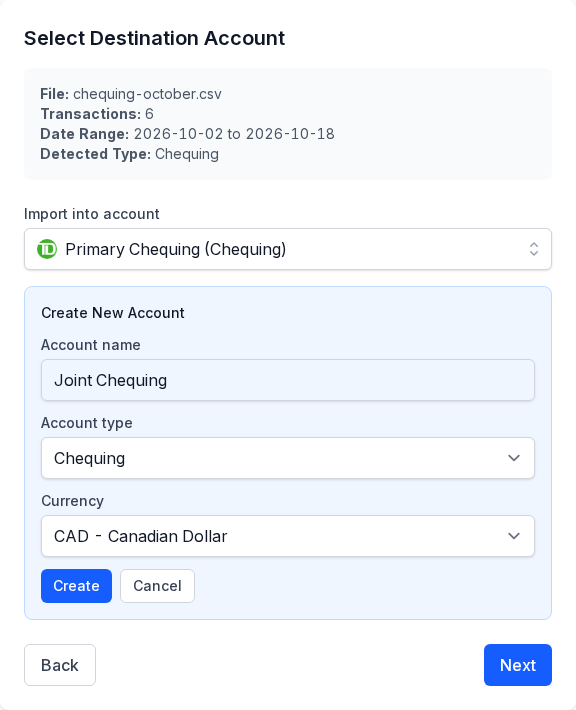 Select Destination Account
File: chequing-october.csv
Transactions: 6
Date Range: 2026-10-02 to 2026-10-18
Detected Type: Chequing
Import into account
TD Primary Chequing (Chequing)
Create New Account
Account name
Joint Chequing
Account type
Chequing
Currency
CAD - Canadian Dollar
Create Cancel
Back Next